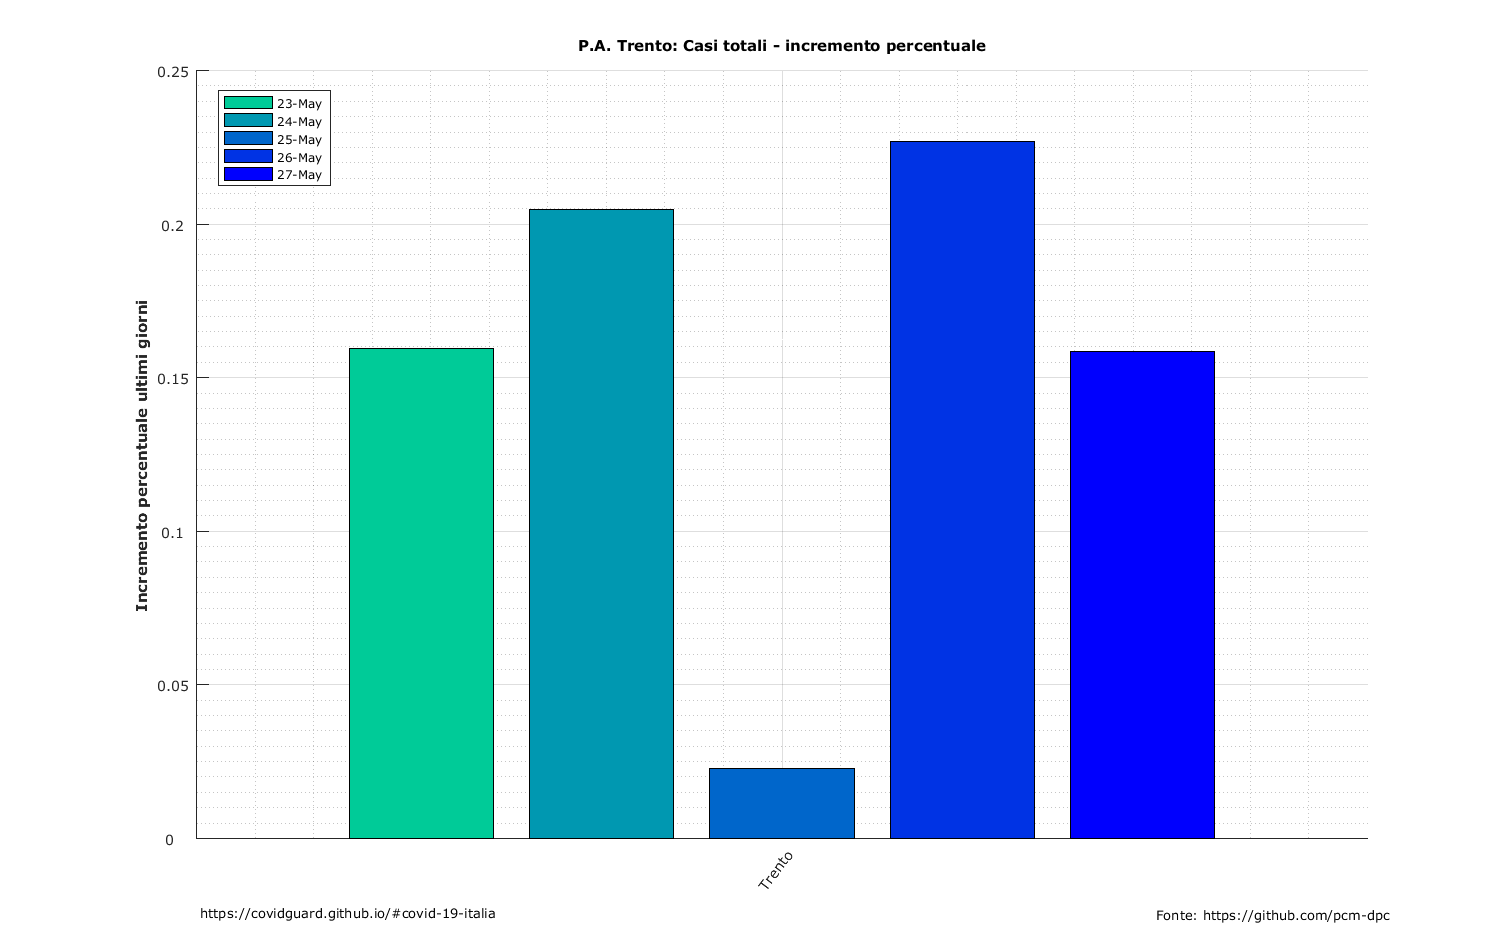 P.A. Trento: Casi totali - incremento percentuale
0.25
0.2
0.15
0.1
0.05
0
Incremento percentuale ultimi giorni
23-May
24-May
25-May
26-May
27-May
Trento
https://covidguard.github.io/#covid-19-italia
Fonte: https://github.com/pcm-dpc